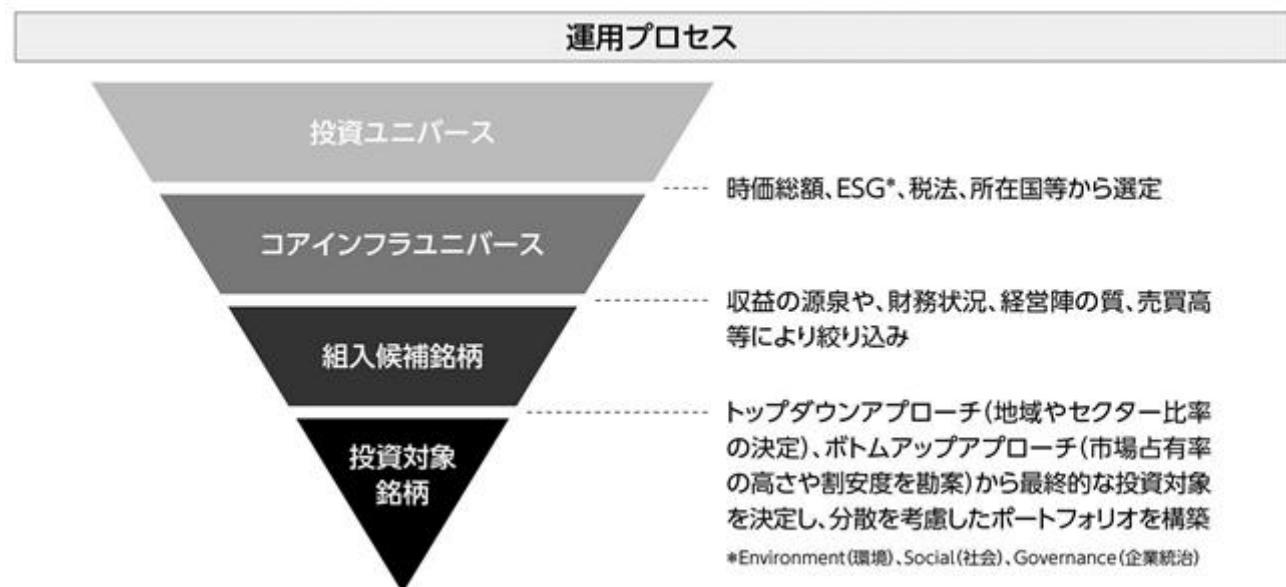 運用プロセス
投資ユニバース
時価総額、ESG*、税法、所在国等から選定
コアインフラユニバース
収益の源泉や、財務状況、経営陣の質、売買高
等により絞り込み
組入候補銘柄
トップダウンアプローチ(地域やセクター比率
の決定)、ボトムアップアプローチ(市場占有率
の高さや割安度を勘案)から最終的な投資対象
を決定し、分散を考慮したポートフォリオを構築
投資対象
銘柄
*Environment(環境)、Social(社会)、Governance(企業統治)